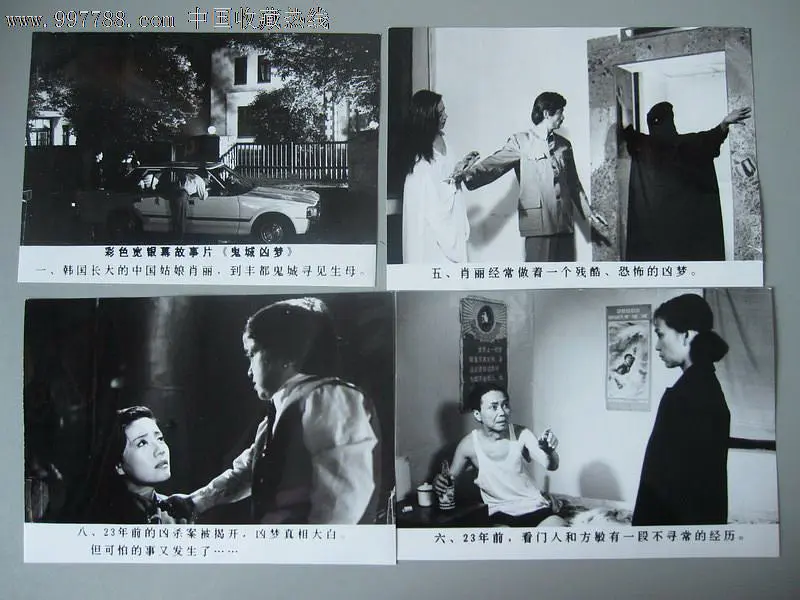 www.997788.com 中国收藏热线
彩色宽银幕故事片《鬼城凶梦》
一、韩国长大的中国姑娘肖丽，到丰都鬼城寻见生母。
五、肖丽经常做着一个残酷、恐怖的凶梦。
八、23年前的凶杀案被揭开，凶梦真相大白。
但可怕的事又发生了……
六、23年前，看门人和方敏有一段不寻常的经历。